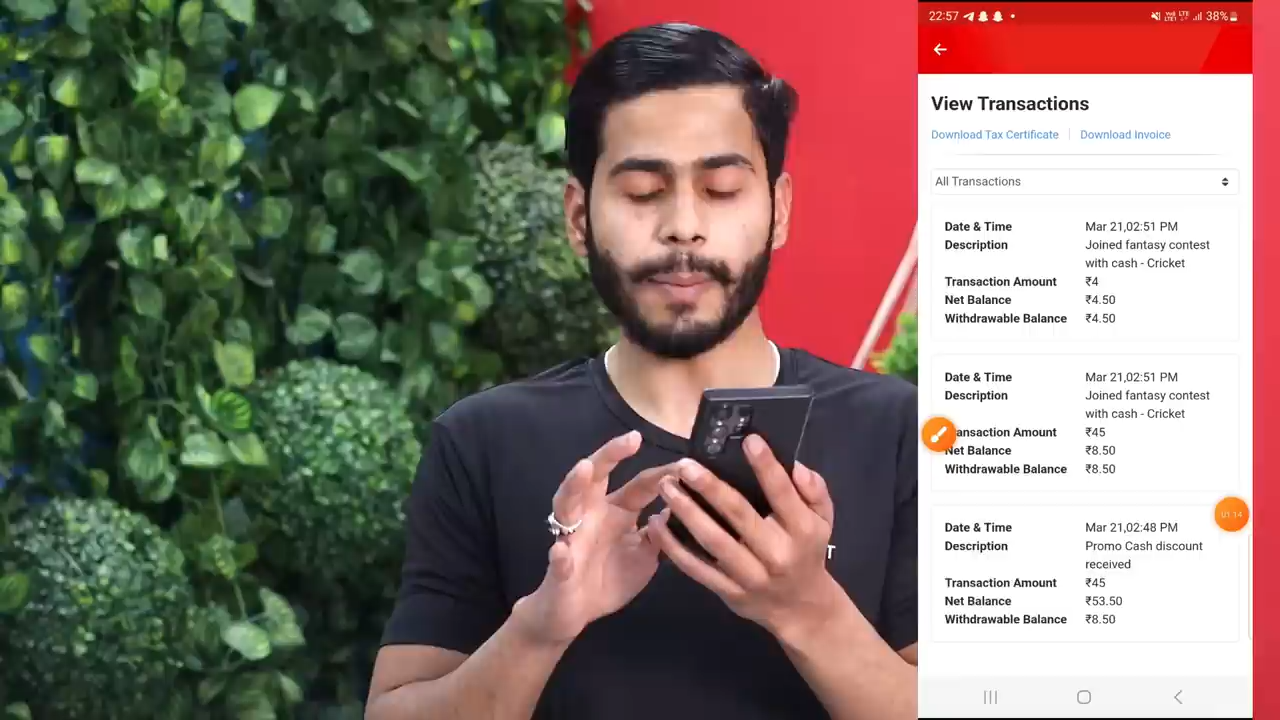 22:57
38%
View Transactions
Download Tax Certificate
Download Invoice
All Transactions
Date & Time Mar 21,02:51 PM
Description Joined fantasy contest
with cash - Cricket
Transaction Amount ₹4
Net Balance ₹4.50
Withdrawable Balance ₹4.50
Date & Time Mar 21,02:51 PM
Description Joined fantasy contest
with cash - Cricket
ansaction Amount ₹45
Net Balance ₹8.50
Withdrawable Balance ₹8.50
Date & Time Mar 21,02:48 PM
Description Promo Cash discount
received
Transaction Amount ₹45
Net Balance ₹53.50
Withdrawable Balance ₹8.50